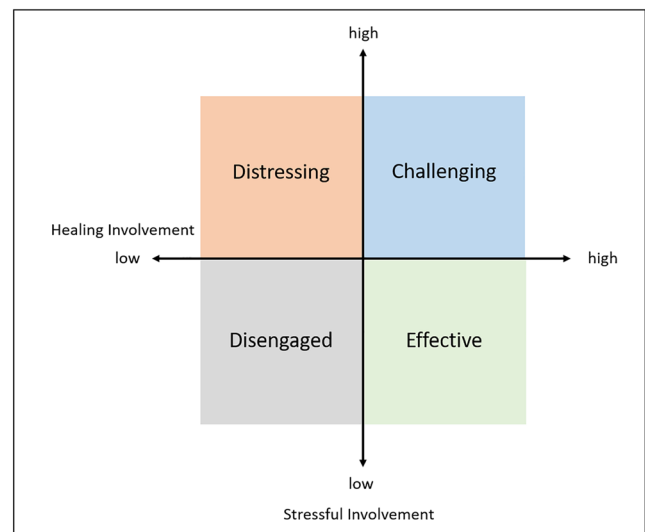 high
Distressing
Challenging
Healing Involvement
low
high
Disengaged
Effective
low
Stressful Involvement